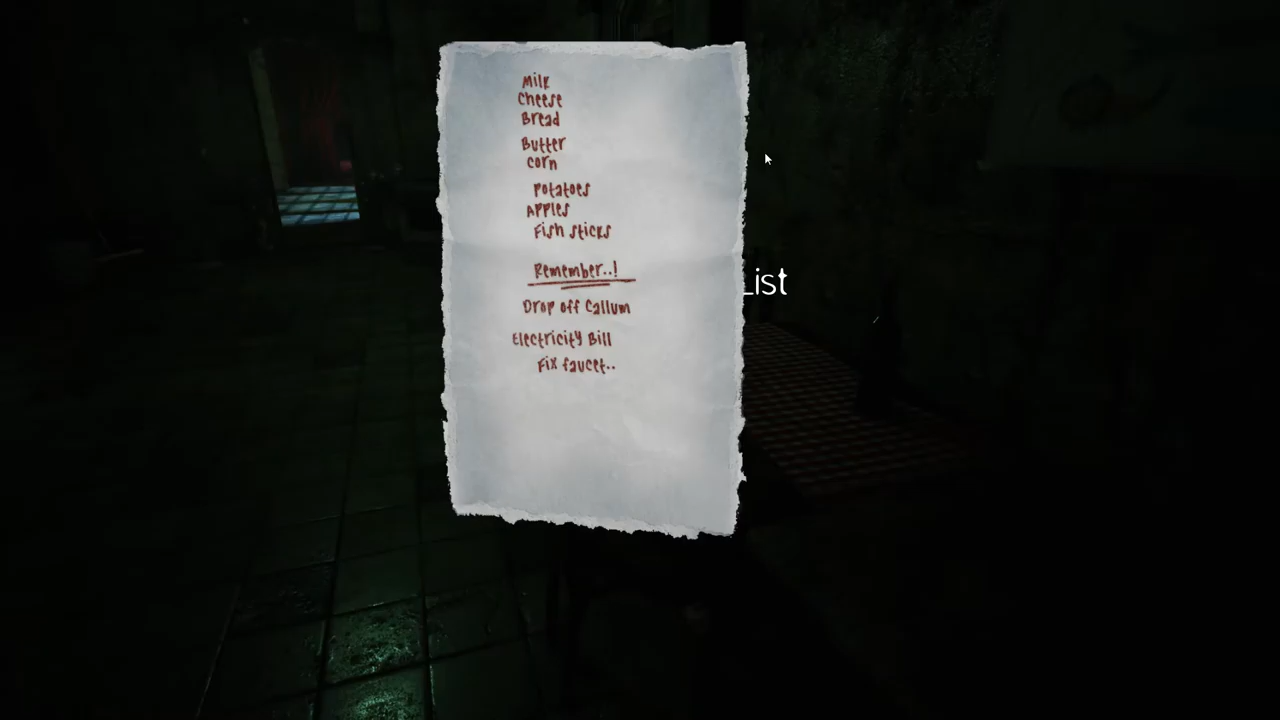 Milk
Cheese
Bread
Butter
corn
Potatoes
Apples
Fish sticks
Remember..!
Drop off Callum
Electricity Bill
Fix faucet..
List